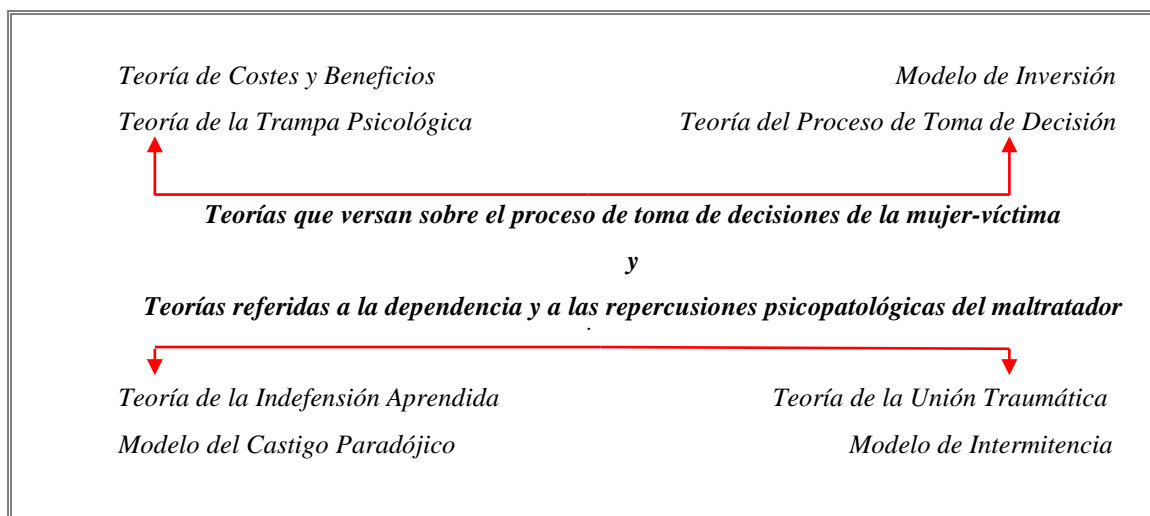 Teoría de Costes y Beneficios Modelo de Inversión
Teoría de la Trampa Psicológica Teoría del Proceso de Toma de Decisión
Teorías que versan sobre el proceso de toma de decisiones de la mujer-víctima
y
Teorías referidas a la dependencia y a las repercusiones psicopatológicas del maltratador
.
Teoría de la Indefensión Aprendida Teoría de la Unión Traumática
Modelo del Castigo Paradójico Modelo de Intermitencia